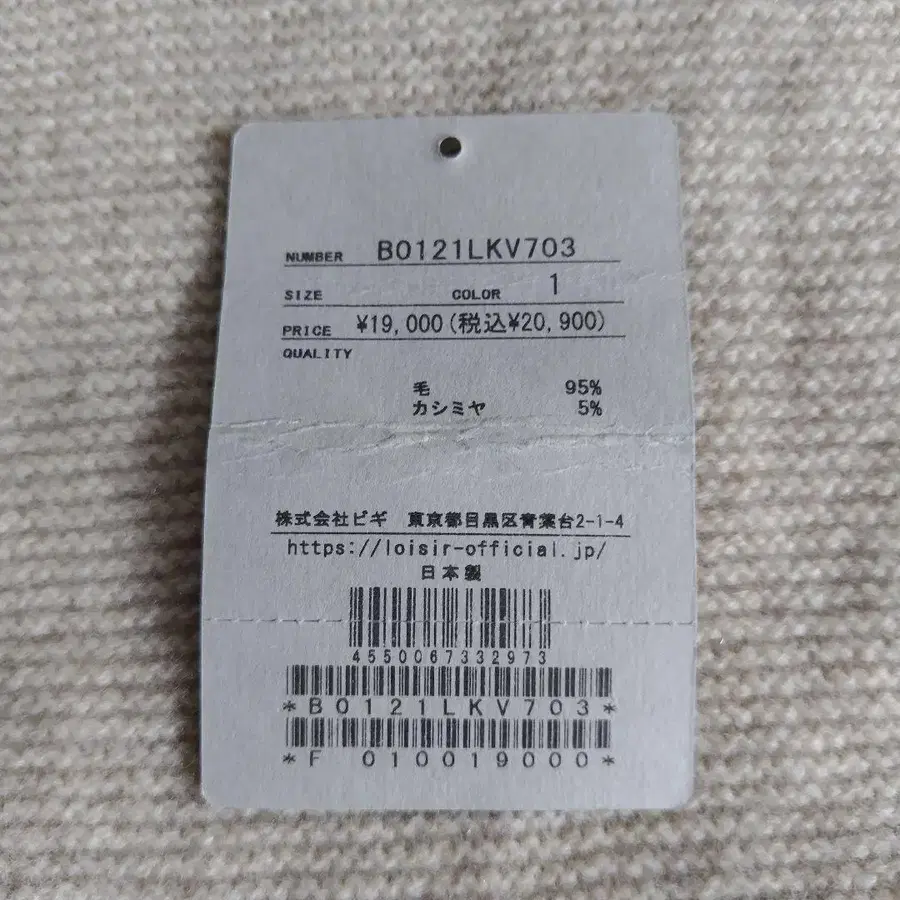 NUMBER B0121LKV703
SIZE COLOR 1
PRICE ¥19,000(税込¥20,900)
QUALITY
毛 95%
カシミヤ 5%
株式会社ビギ 東京都目黒区青葉台2-1-4
https://loisir-official.jp/
日本製
4550067332973
*B0121LKV703*
*F 010019000*